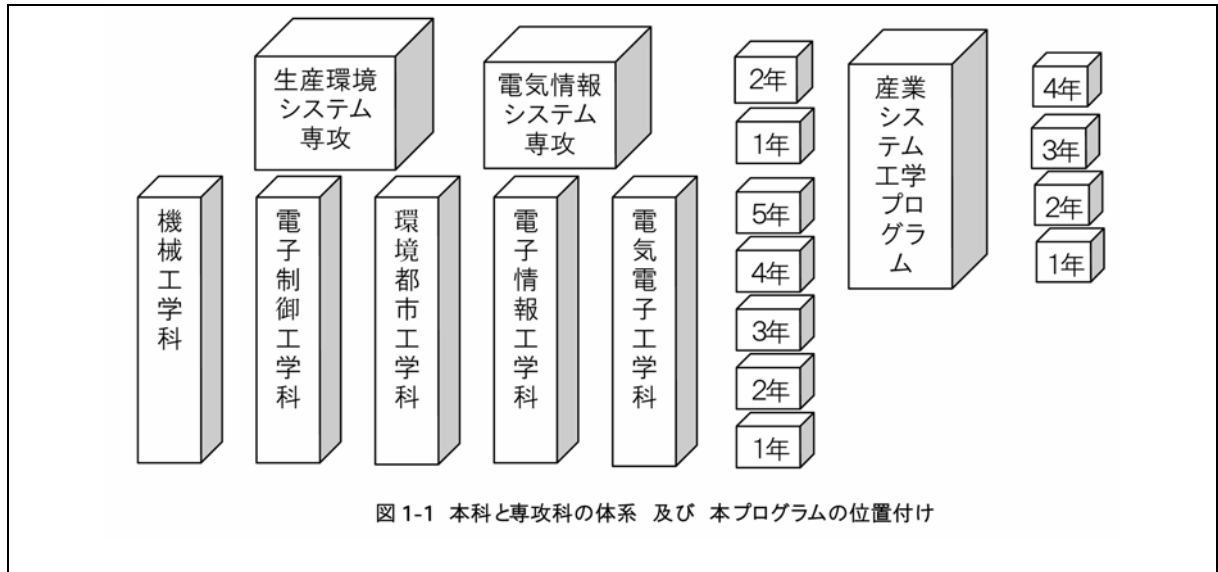 生産環境
システム
専攻
電気情報
システム
専攻
2年
1年
産業
システム
工学
プロ
グラ
ム
4年
3年
2年
1年
機械工学科
電子制御工学科
環境都市工学科
電子情報工学科
電気電子工学科
5年
4年
3年
2年
1年
図 1-1 本科と専攻科の体系 及び 本プログラムの位置付け